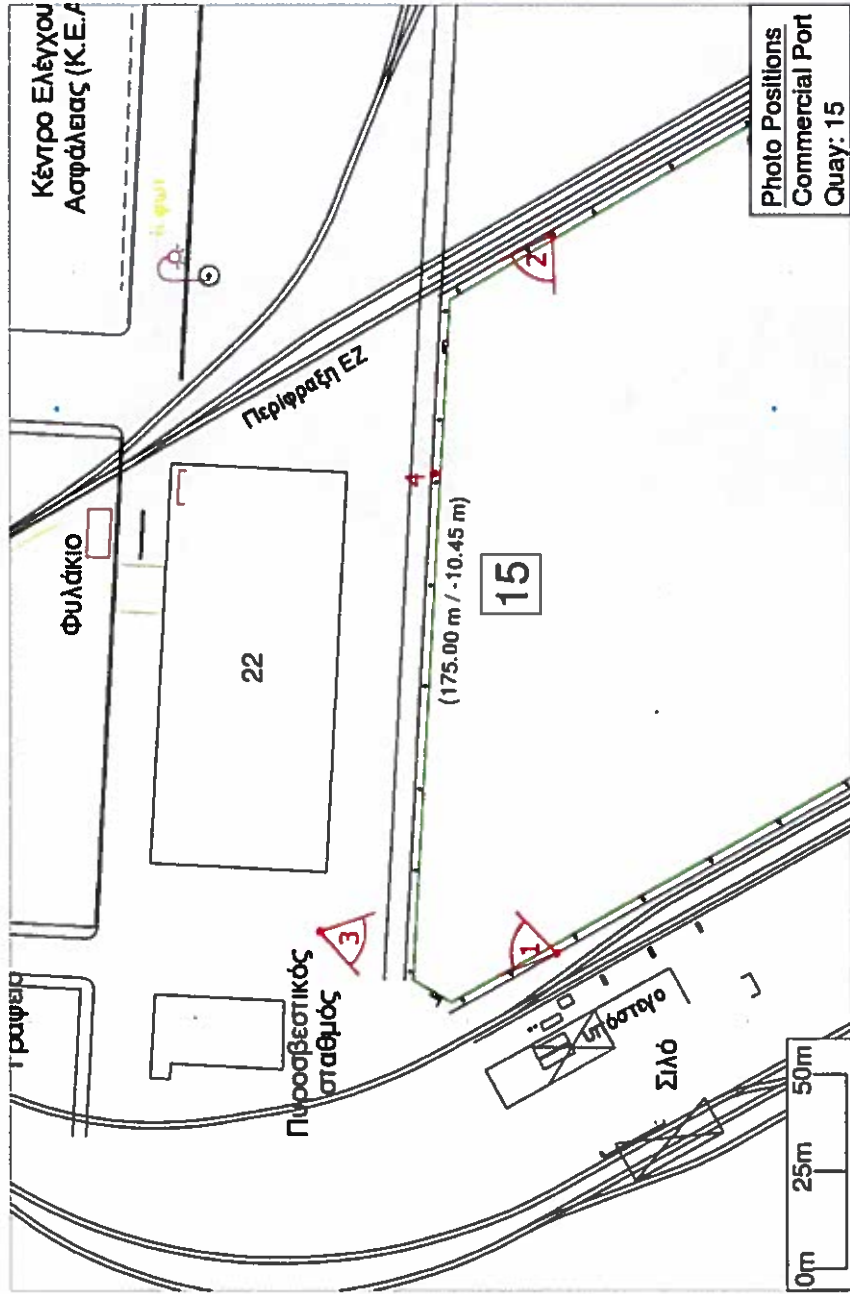 Κέντρο Ελέγχου
Ασφάλειας (Κ.Ε.Α
Περίφραξη ΕΖ
Φυλάκιο
22
4
2
(175.00 m / -10.45 m)
15
3
1
Πυροσβεστικός
σταθμός
υπόστεγο
Σιλό
0m 25m 50m
Photo Positions
Commercial Port
Quay: 15